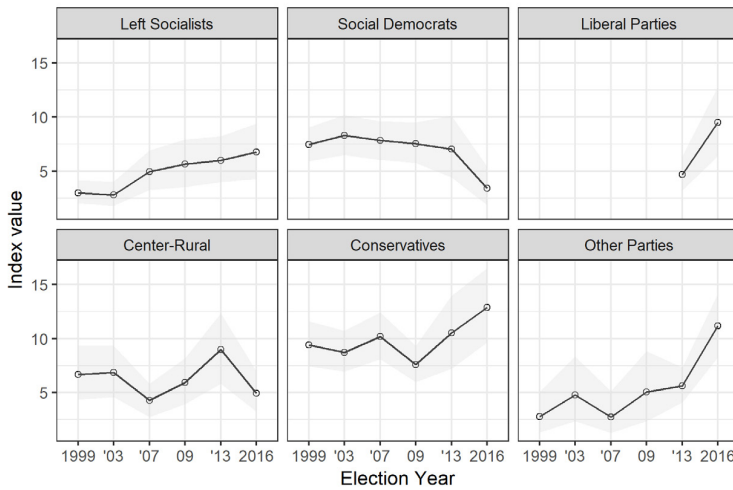 Left Socialists
Social Democrats
Liberal Parties
15
10
5
Center-Rural
Conservatives
Other Parties
15
10
5
Index value
1999 '03 '07 09 '13 2016
1999 '03 '07 09 '13 2016
1999 '03 '07 09 '13 2016
Election Year